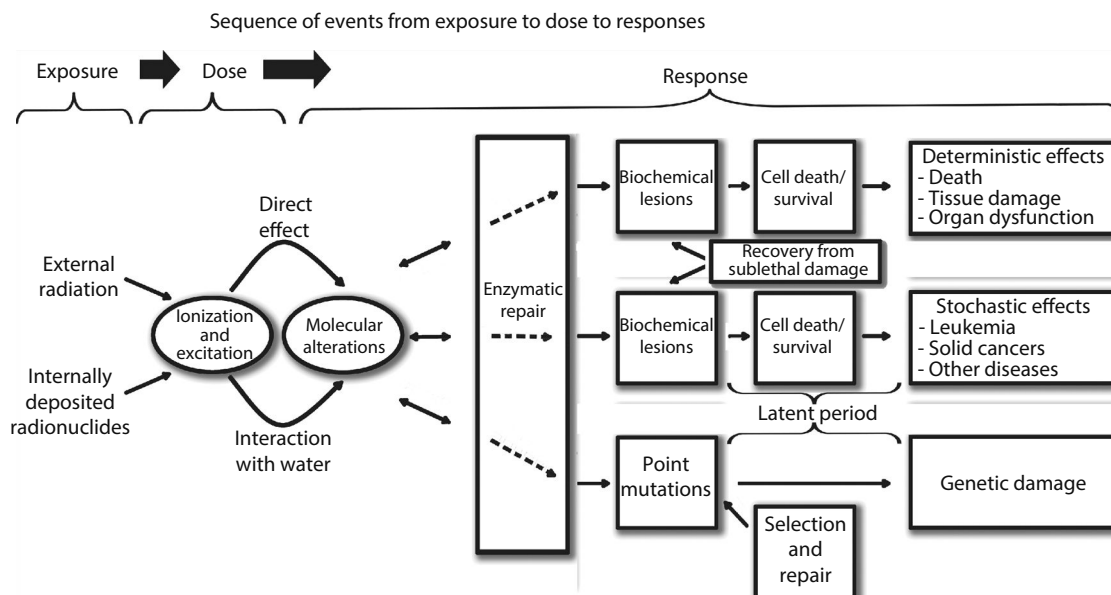 Sequence of events from exposure to dose to responses
Exposure
Dose
Response
External
radiation
Internally
deposited
radionuclides
Ionization
and
excitation
Direct
effect
Interaction
with water
Molecular
alterations
Enzymatic
repair
Biochemical
lesions
Cell death/
survival
Deterministic effects
- Death
- Tissue damage
- Organ dysfunction
Recovery from
sublethal damage
Biochemical
lesions
Cell death/
survival
Stochastic effects
- Leukemia
- Solid cancers
- Other diseases
Latent period
Point
mutations
Genetic damage
Selection
and
repair